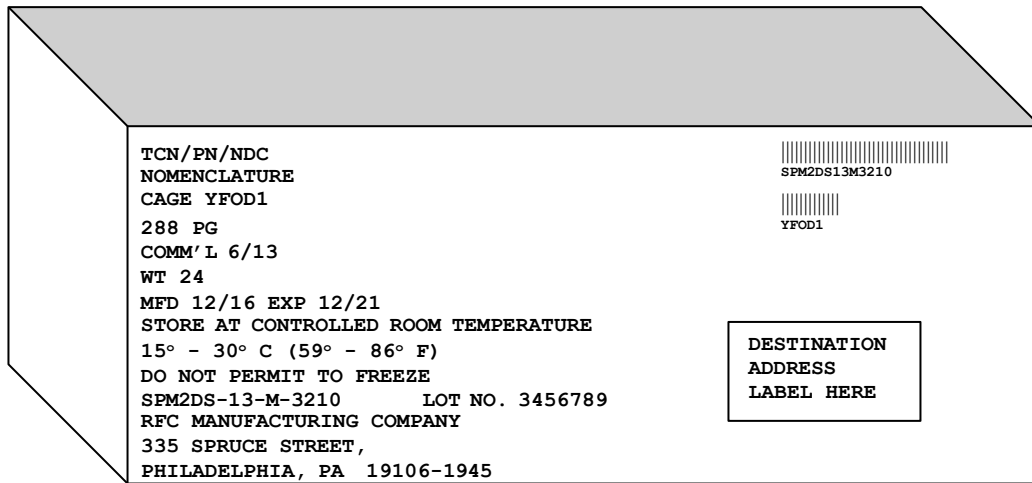 TCN/PN/NDC
NOMENCLATURE
CAGE YFOD1
288 PG
COMM’L 6/13
WT 24
MFD 12/16 EXP 12/21
STORE AT CONTROLLED ROOM TEMPERATURE
15° - 30° C (59° - 86° F)
DO NOT PERMIT TO FREEZE
SPM2DS-13-M-3210 LOT NO. 3456789
RFC MANUFACTURING COMPANY
335 SPRUCE STREET,
PHILADELPHIA, PA 19106-1945
SPM2DS13M3210
YFOD1
DESTINATION
ADDRESS
LABEL HERE